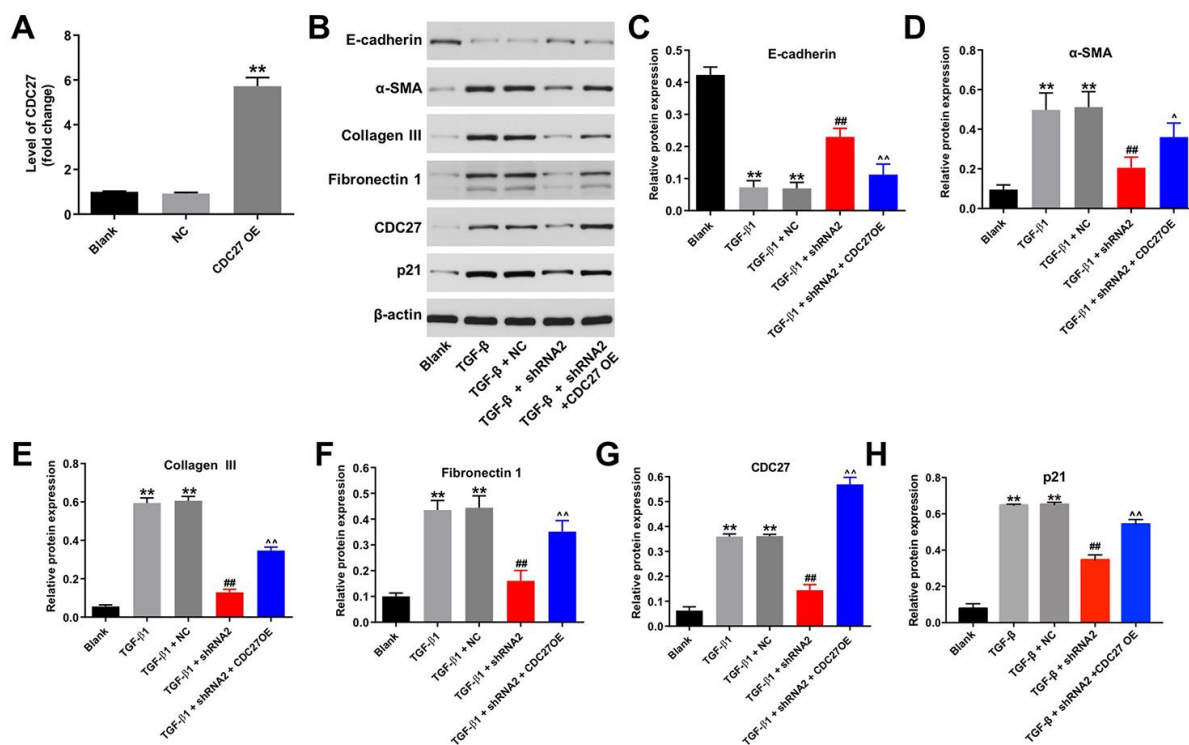 A
Level of CDC27
(fold change)
8
6
4
2
0
**
Blank
NC
CDC27 OE
B
E-cadherin
α-SMA
Collagen III
Fibronectin 1
CDC27
p21
β-actin
Blank
TGF-β
TGF-β + NC
TGF-β + shRNA2
TGF-β + shRNA2
+CDC27 OE
C
E-cadherin
Relative protein expression
0.5
0.4
0.3
0.2
0.1
0.0
** ** ## ^^
Blank
TGF-β1
TGF-β1 + NC
TGF-β1 + shRNA2
TGF-β1 + shRNA2 + CDC27OE
D
α-SMA
Relative protein expression
0.8
0.6
0.4
0.2
0.0
** ** ## ^
Blank
TGF-β1
TGF-β1 + NC
TGF-β1 + shRNA2
TGF-β1 + shRNA2 + CDC27OE
E
Collagen III
Relative protein expression
0.8
0.6
0.4
0.2
0.0
** ** ## ^^
Blank
TGF-β1
TGF-β1 + NC
TGF-β1 + shRNA2
TGF-β1 + shRNA2 + CDC27OE
F
Fibronectin 1
Relative protein expression
0.6
0.5
0.4
0.3
0.2
0.1
0.0
** ** ## ^^
Blank
TGF-β1
TGF-β1 + NC
TGF-β1 + shRNA2
TGF-β1 + shRNA2 + CDC27OE
G
CDC27
Relative protein expression
0.6
0.5
0.4
0.3
0.2
0.1
0.0
** ** ## ^^
Blank
TGF-β1
TGF-β1 + NC
TGF-β1 + shRNA2
TGF-β1 + shRNA2 + CDC27OE
H
p21
Relative protein expression
0.8
0.6
0.4
0.2
0.0
** ** ## ^^
Blank
TGF-β
TGF-β + NC
TGF-β + shRNA2
TGF-β + shRNA2 +CDC27 OE